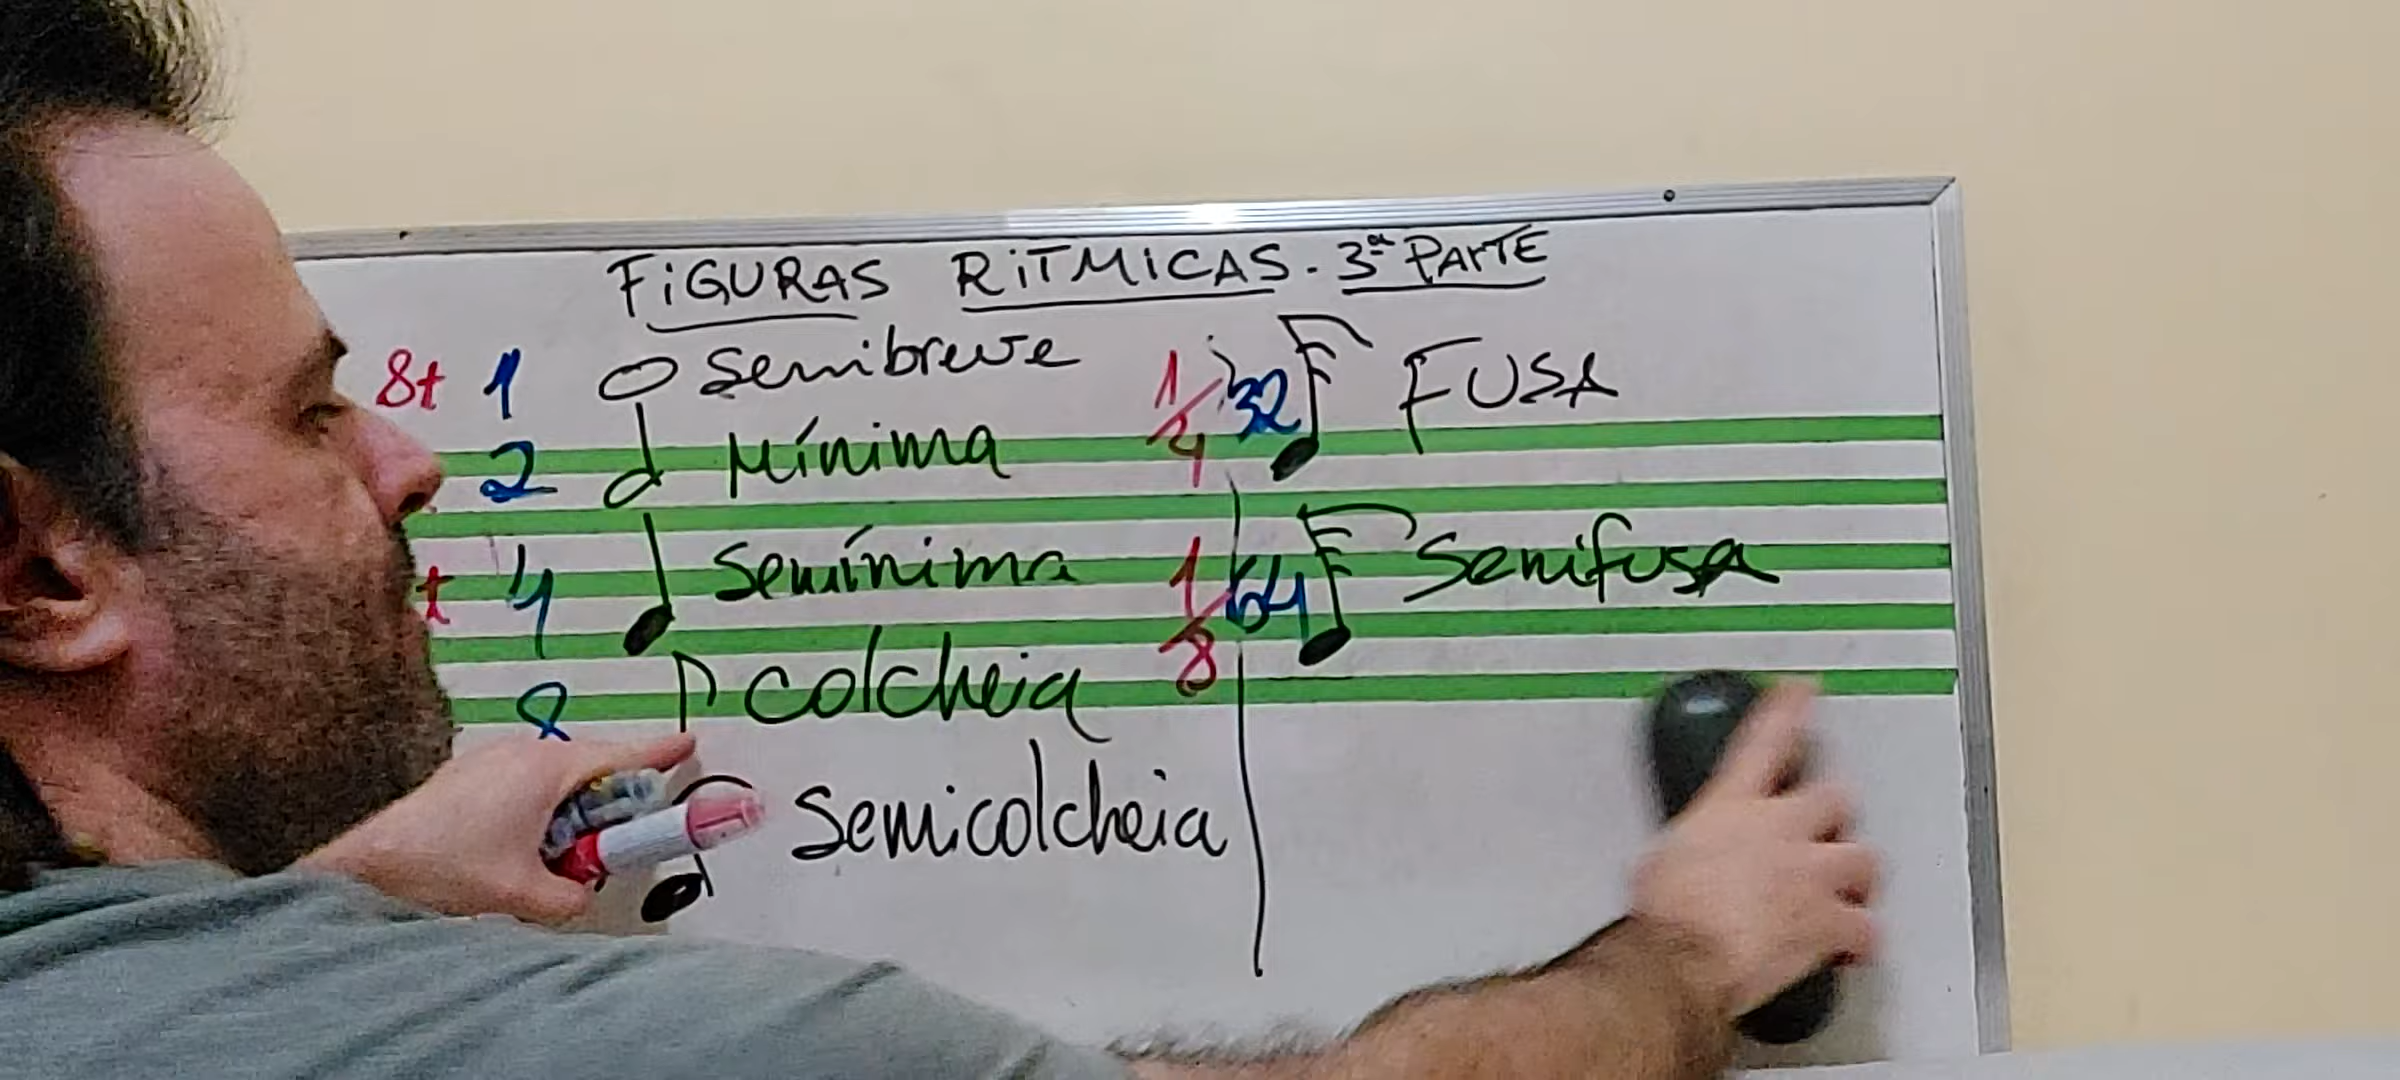 FiGURAS RiTMiCAS. 3ª PArTE
8t 1 Semibreve
2 Mínima
t 4 Semínima
8 colcheia
Semicolcheia
1/4 32 FUSA
1/8 64 Semifusa